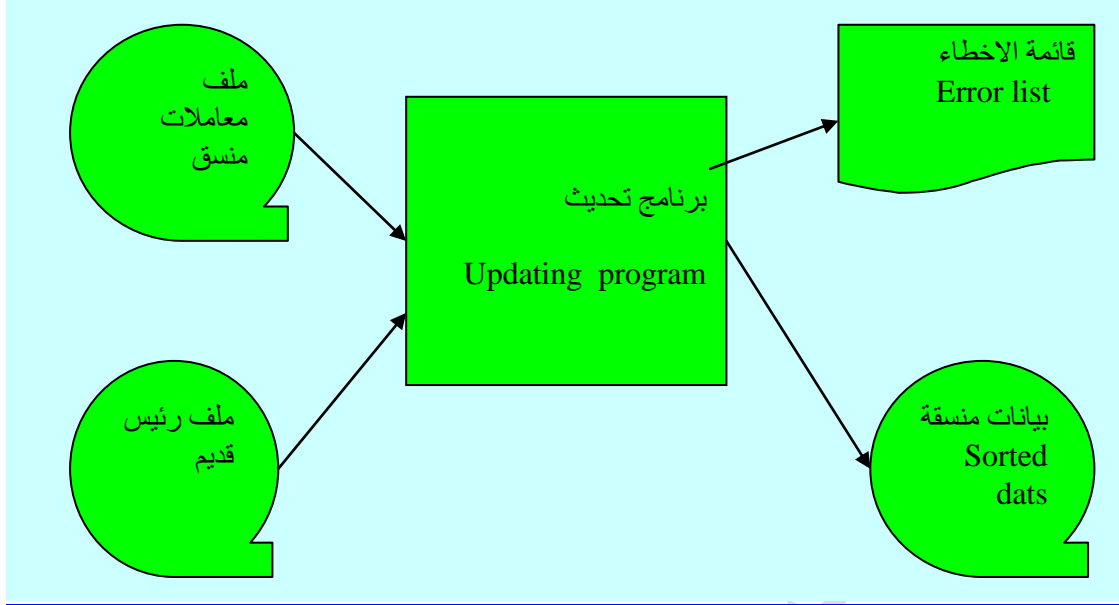 ملف
معاملات
منسق
قائمة الاخطاء
Error list
برنامج تحديث
Updating program
ملف رئيس
قديم
بيانات منسقة
Sorted
dats